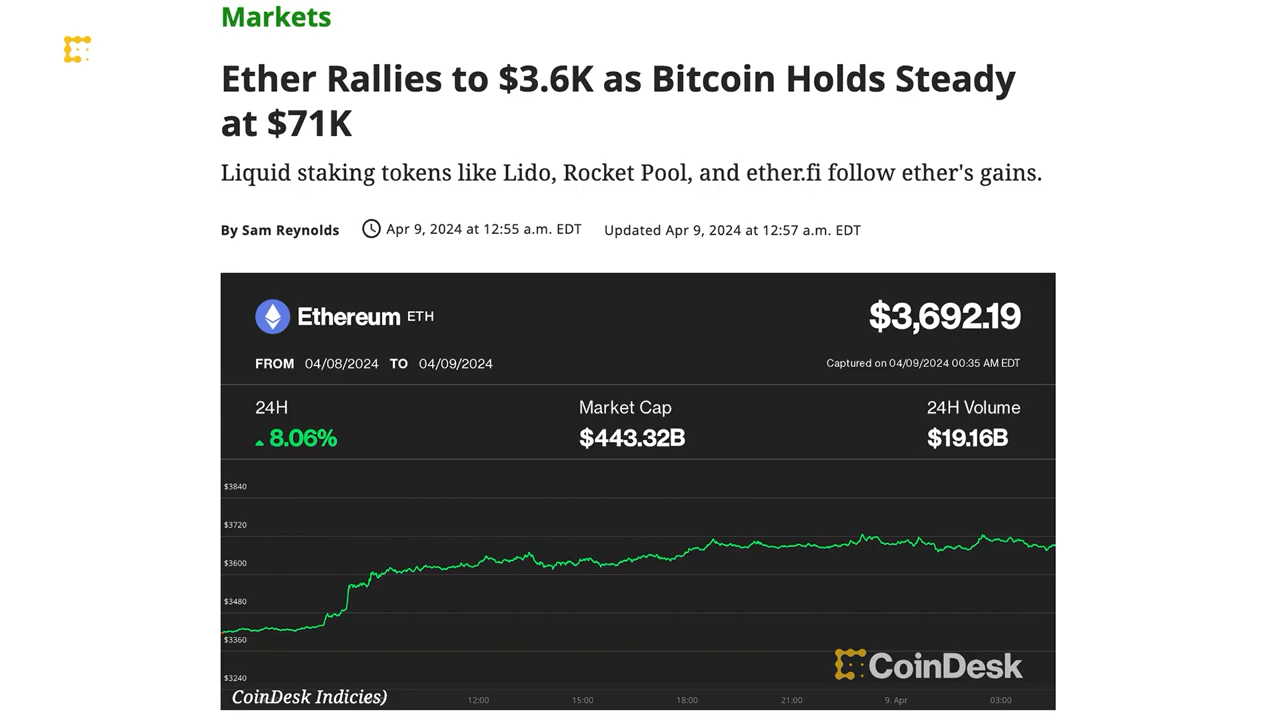 Markets
Ether Rallies to $3.6K as Bitcoin Holds Steady
at $71K
Liquid staking tokens like Lido, Rocket Pool, and ether.fi follow ether's gains.
By Sam Reynolds Apr 9, 2024 at 12:55 a.m. EDT Updated Apr 9, 2024 at 12:57 a.m. EDT
Ethereum ETH $3,692.19
FROM 04/08/2024 TO 04/09/2024 Captured on 04/09/2024 00:35 AM EDT
24H Market Cap 24H Volume
8.06% $443.32B $19.16B
$3840
$3720
$3600
$3480
$3360
CoinDesk
$3240
CoinDesk Indicies) 12:00 15:00 18:00 21:00 9. Apr 03:00